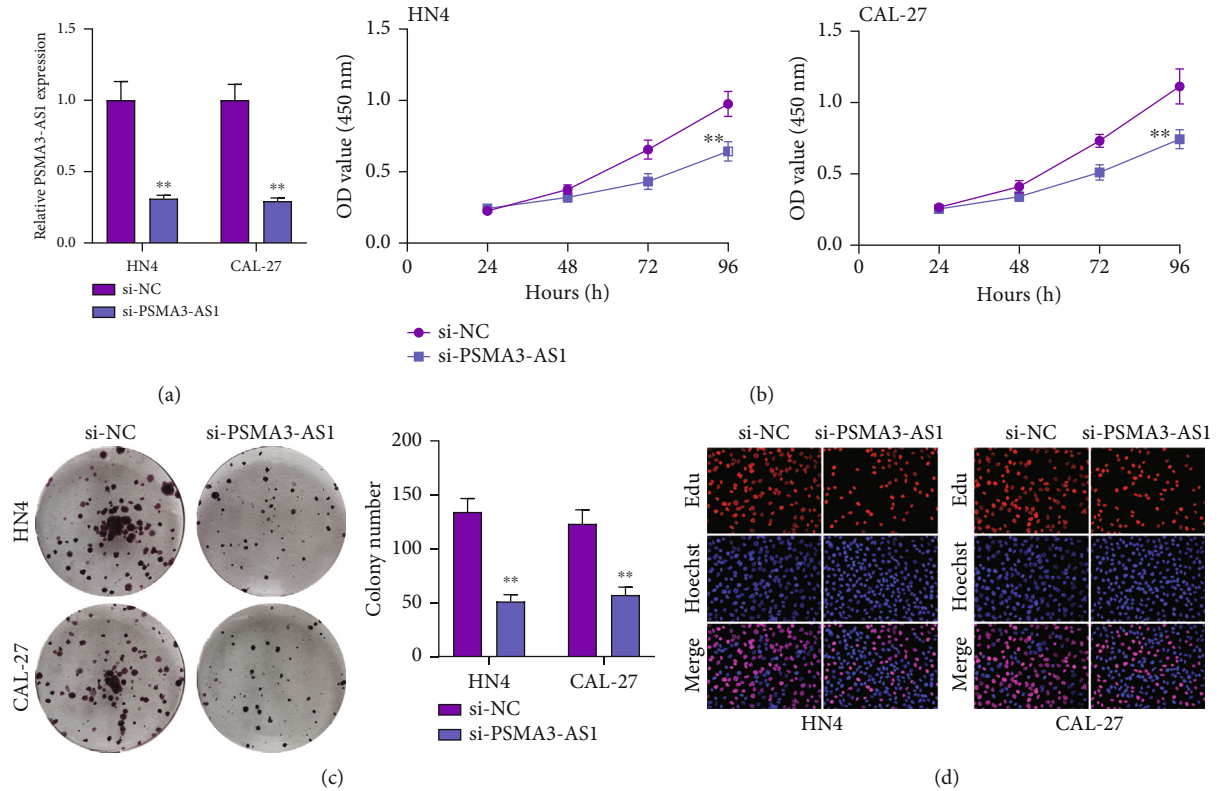 1.5
1.0
0.5
0.0
Relative PSMA3-AS1 expression
**
**
HN4
CAL-27
si-NC
si-PSMA3-AS1
(a)
HN4
1.5
1.0
0.5
0.0
OD value (450 nm)
**
0
24
48
72
96
Hours (h)
CAL-27
1.5
1.0
0.5
0.0
OD value (450 nm)
**
0
24
48
72
96
Hours (h)
si-NC
si-PSMA3-AS1
(b)
si-NC
si-PSMA3-AS1
HN4
CAL-27
200
150
100
50
0
Colony number
**
**
HN4
CAL-27
si-NC
si-PSMA3-AS1
(c)
si-NC
si-PSMA3-AS1
Edu
Hoechst
Merge
HN4
si-NC
si-PSMA3-AS1
Edu
Hoechst
Merge
CAL-27
(d)